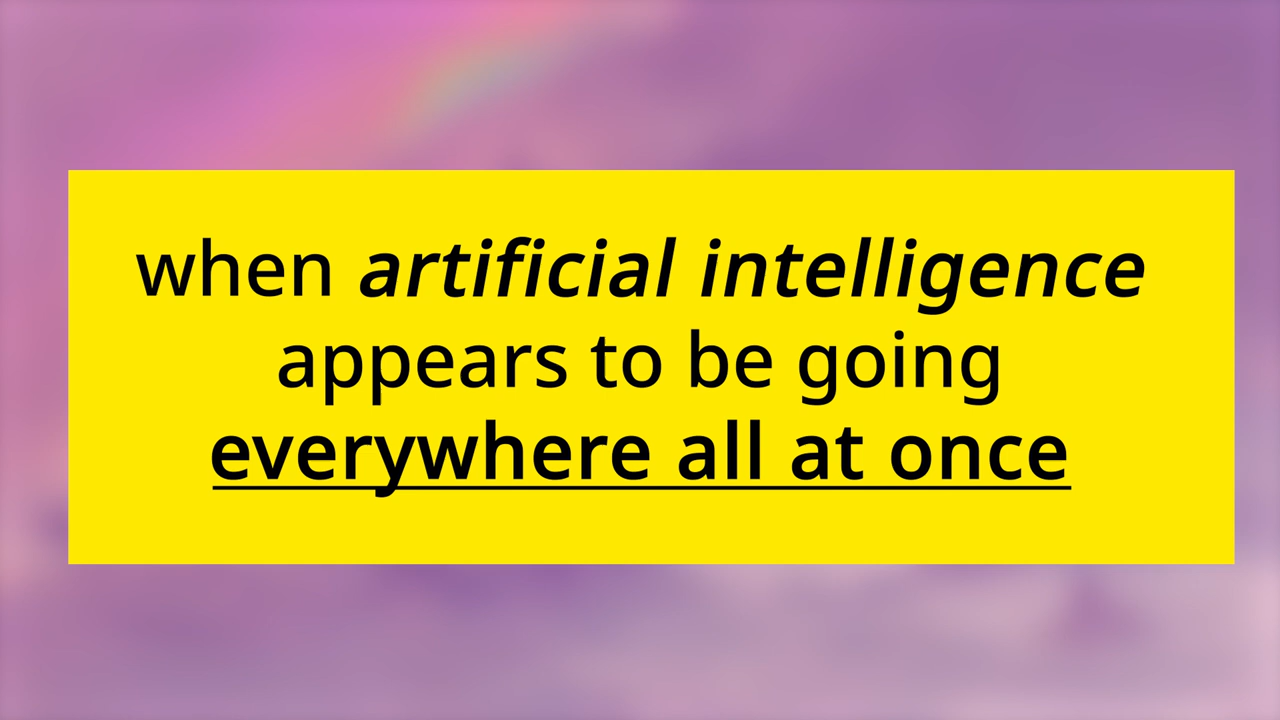 when artificial intelligence
appears to be going
everywhere all at once